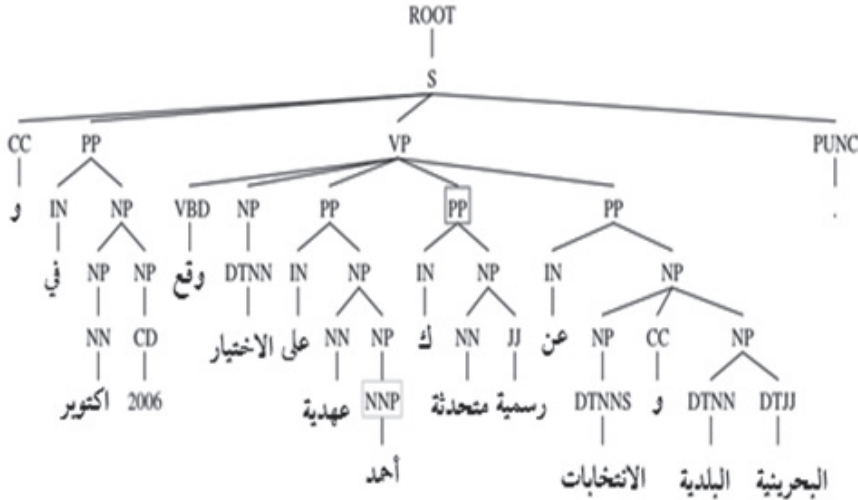 ROOT
S
CC PP VP PUNC
و IN NP VBD NP PP PP PP .
في NP NP وقع DTNN IN NP IN NP IN NP
NN CD الاختيار على NN NP ك NN JJ عن NP CC NP
اكتوبر 2006 عهدية NNP متحدثة رسمية DTNNS و DTNN DTJJ
أحمد الانتخابات البلدية البحرينية